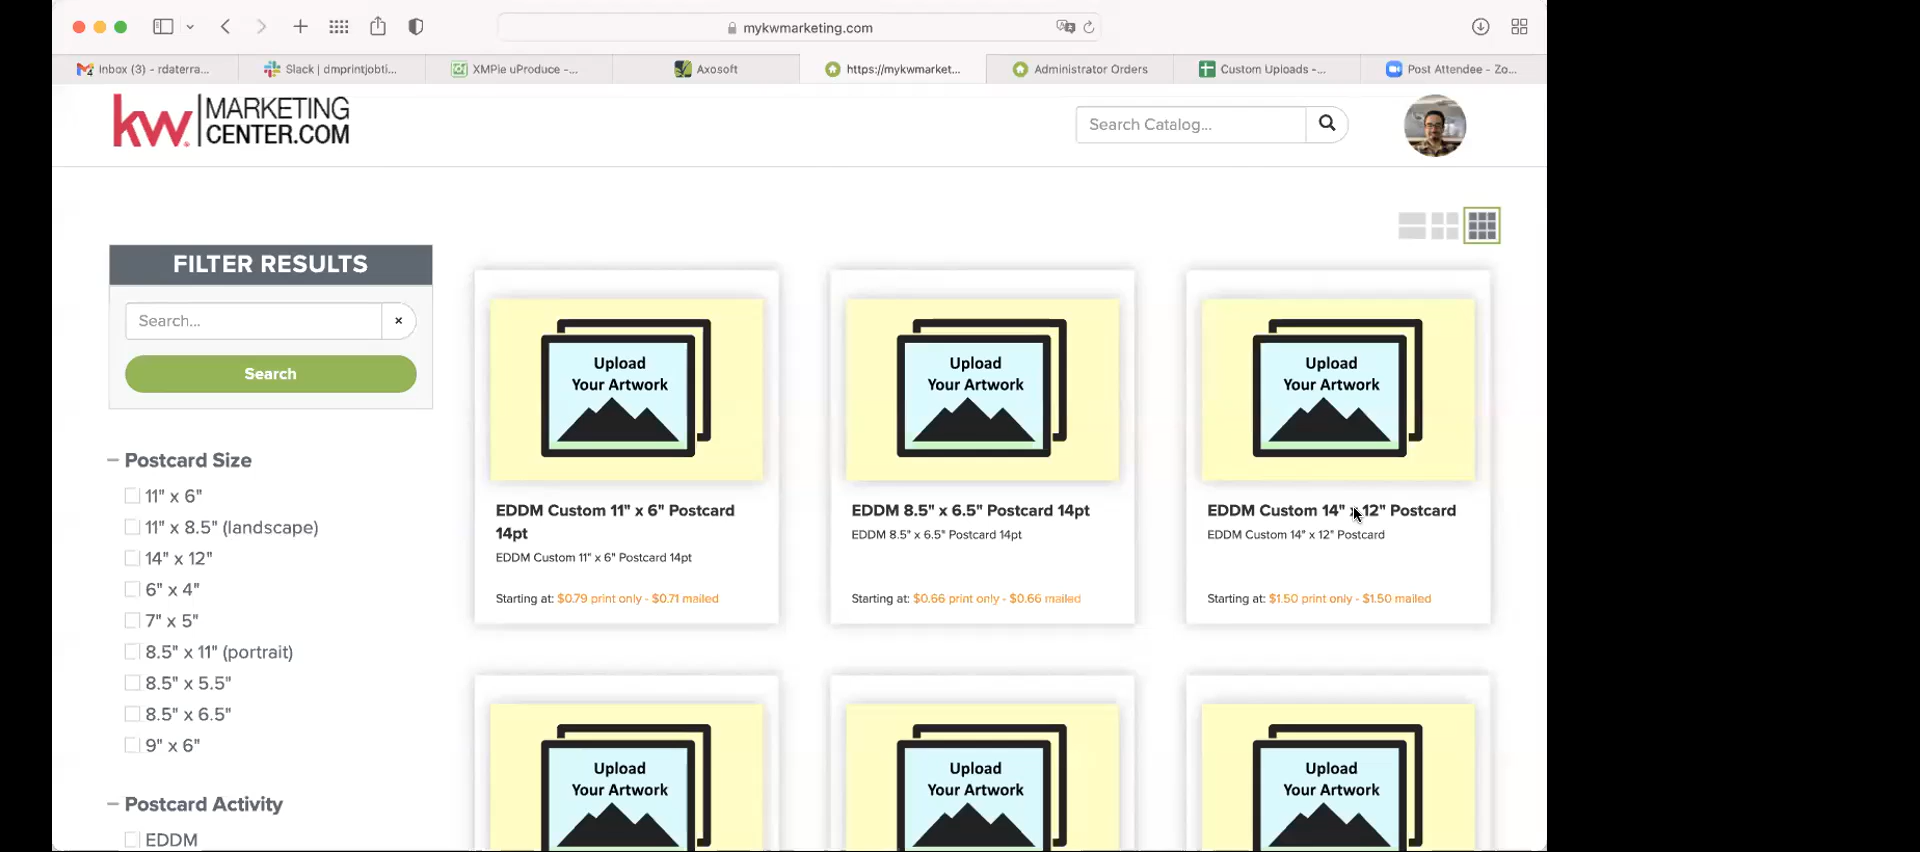 mykwmarketing.com
Inbox (3) - rdaterra...
Slack | dmprintjobti...
XMPie uProduce -...
Axosoft
https://mykwmarket...
Administrator Orders
Custom Uploads -...
Post Attendee - Zo...
kw MARKETING
CENTER.COM
Search Catalog...
FILTER RESULTS
Search...
×
Search
Postcard Size
11" x 6"
11" x 8.5" (landscape)
14" x 12"
6" x 4"
7" x 5"
8.5" x 11" (portrait)
8.5" x 5.5"
8.5" x 6.5"
9" x 6"
Postcard Activity
EDDM
Upload
Your Artwork
EDDM Custom 11" x 6" Postcard
14pt
EDDM Custom 11" x 6" Postcard 14pt
Starting at: $0.79 print only - $0.71 mailed
Upload
Your Artwork
EDDM 8.5" x 6.5" Postcard 14pt
EDDM 8.5" x 6.5" Postcard 14pt
Starting at: $0.66 print only - $0.66 mailed
Upload
Your Artwork
EDDM Custom 14" x 12" Postcard
EDDM Custom 14" x 12" Postcard
Starting at: $1.50 print only - $1.50 mailed
Upload
Your Artwork
Upload
Your Artwork
Upload
Your Artwork